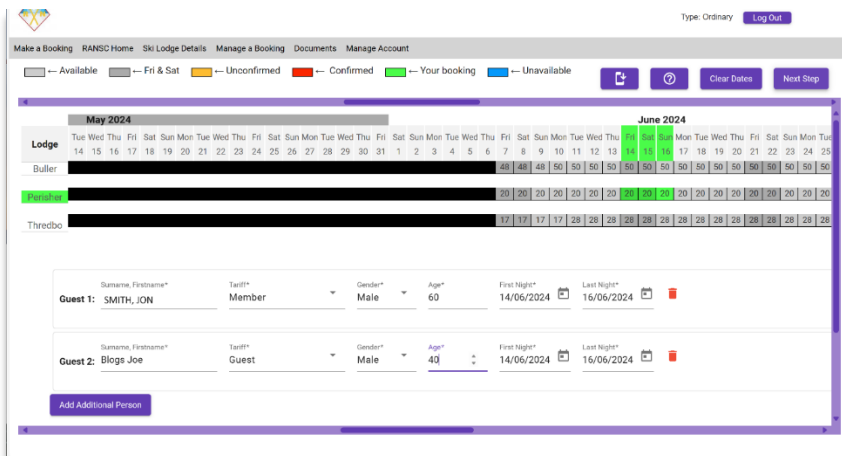 Type: Ordinary Log Out
Make a Booking RANSC Home Ski Lodge Details Manage a Booking Documents Manage Account
← Available ← Fri & Sat ← Unconfirmed ← Confirmed ← Your booking ← Unavailable Clear Dates Next Step
May 2024 June 2024
Lodge Tue Wed Thu Fri Sat Sun Mon Tue Wed Thu Fri Sat Sun Mon Tue Wed Thu Fri Sat Sun Mon Tue Wed Thu Fri Sat Sun Mon Tue Wed Thu Fri Sat Sun Mon Tue Wed Thu Fri Sat Sun Mon Tue
14 15 16 17 18 19 20 21 22 23 24 25 26 27 28 29 30 31 1 2 3 4 5 6 7 8 9 10 11 12 13 14 15 16 17 18 19 20 21 22 23 24 25
Buller 48 48 48 50 50 50 50 50 50 50 50 50 50 50 50 50 50 50 50
Perisher 20 20 20 20 20 20 20 20 20 20 20 20 20 20 20 20 20 20 20
Thredbo 17 17 17 17 28 28 28 28 28 28 28 28 28 28 28 28 28 28 28
Surname, Firstname* Tariff* Gender* Age* First Night* Last Night*
Guest 1: SMITH, JON Member Male 60 14/06/2024 16/06/2024
Surname, Firstname* Tariff* Gender* Age* First Night* Last Night*
Guest 2: Blogs Joe Guest Male 40 14/06/2024 16/06/2024
Add Additional Person